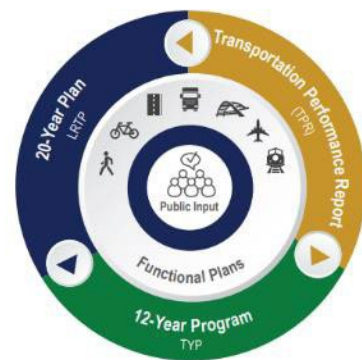 20-Year Plan
LRTP
Transportation Performance Report
(TPR)
Public Input
Functional Plans
12-Year Program
TYP